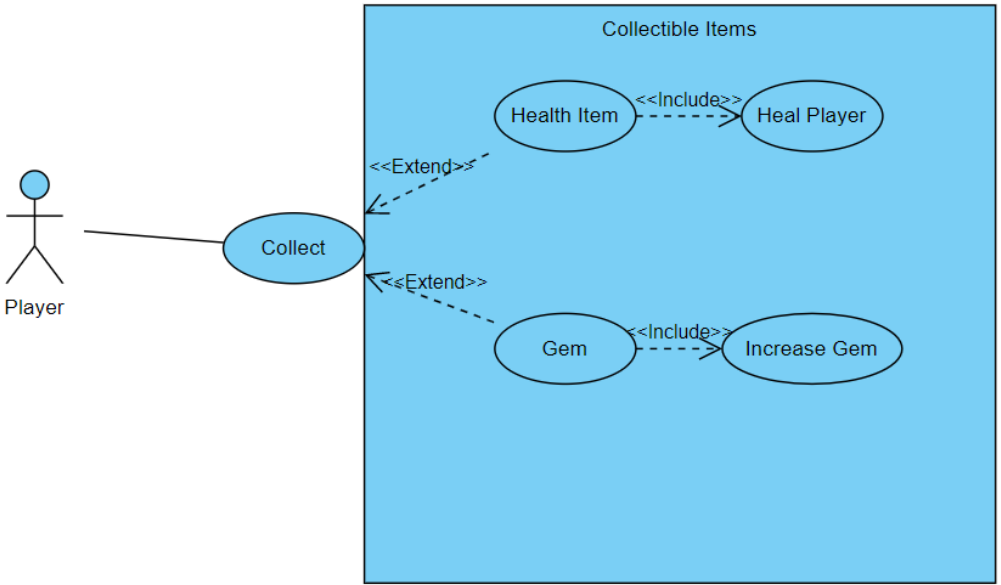 Collectible Items
Health Item
<<Include>>
Heal Player
<<Extend>>
Player
Collect
<<Extend>>
Gem
<<Include>>
Increase Gem